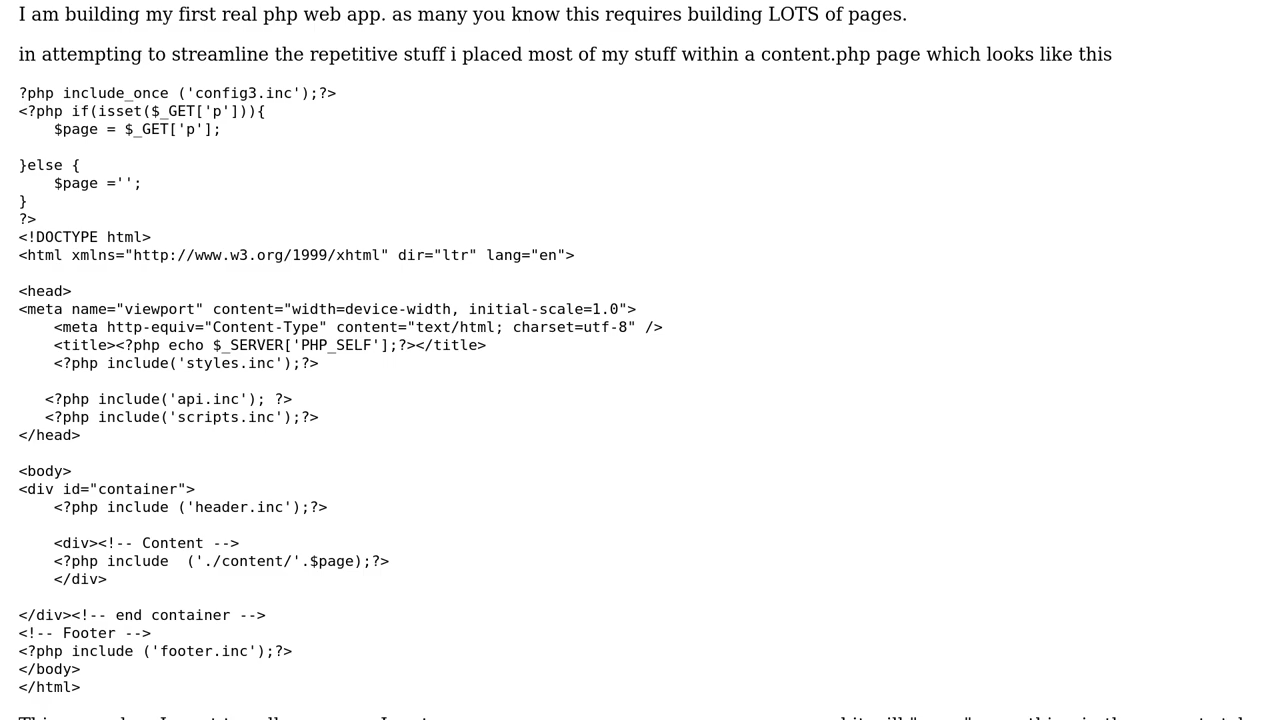 I am building my first real php web app. as many you know this requires building LOTS of pages.
in attempting to streamline the repetitive stuff i placed most of my stuff within a content.php page which looks like this
?php include_once ('config3.inc');?>
<?php if(isset($_GET['p'])){
    $page = $_GET['p'];
}else {
    $page ='';
}
?>
<!DOCTYPE html>
<html xmlns="http://www.w3.org/1999/xhtml" dir="ltr" lang="en">
<head>
<meta name="viewport" content="width=device-width, initial-scale=1.0">
    <meta http-equiv="Content-Type" content="text/html; charset=utf-8" />
    <title><?php echo $_SERVER['PHP_SELF'];?></title>
    <?php include('styles.inc');?>
   <?php include('api.inc'); ?>
   <?php include('scripts.inc');?>
</head>
<body>
<div id="container">
    <?php include ('header.inc');?>
    <div><!-- Content -->
    <?php include  ('./content/'.$page);?>
    </div>
</div><!-- end container -->
<!-- Footer -->
<?php include ('footer.inc');?>
</body>
</html>